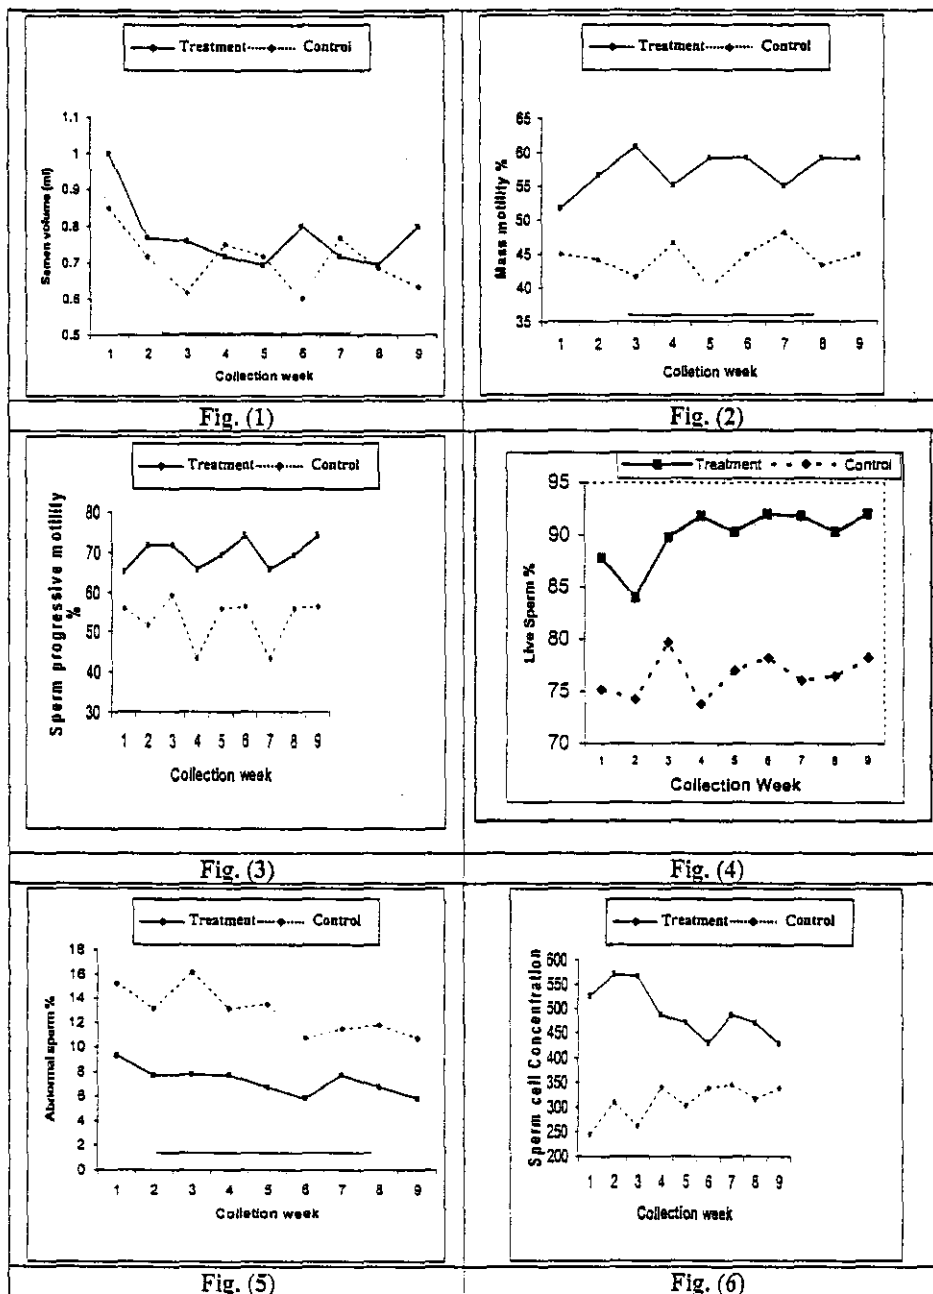 Treatment Control
1.1
1
0.9
0.8
0.7
0.6
0.5
Semen volume (ml)
1 2 3 4 5 6 7 8 9
Collection week
Fig. (1)
Treatment Control
65
60
55
50
45
40
35
Mass motility %
1 2 3 4 5 6 7 8 9
Colletion week
Fig. (2)
Treatment Control
80
70
60
50
40
30
Sperm progressive motility
%
1 2 3 4 5 6 7 8 9
Collection week
Fig. (3)
Treatment Control
95
90
85
80
75
70
Live Sperm %
1 2 3 4 5 6 7 8 9
Collection Week
Fig. (4)
Treatment Control
18
16
14
12
10
8
6
4
2
0
Abnormal sperm %
1 2 3 4 5 6 7 8 9
Colletion week
Fig. (5)
Treatment Control
600
550
500
450
400
350
300
250
200
Sperm cell Concentration
1 2 3 4 5 6 7 8 9
Collection week
Fig. (6)